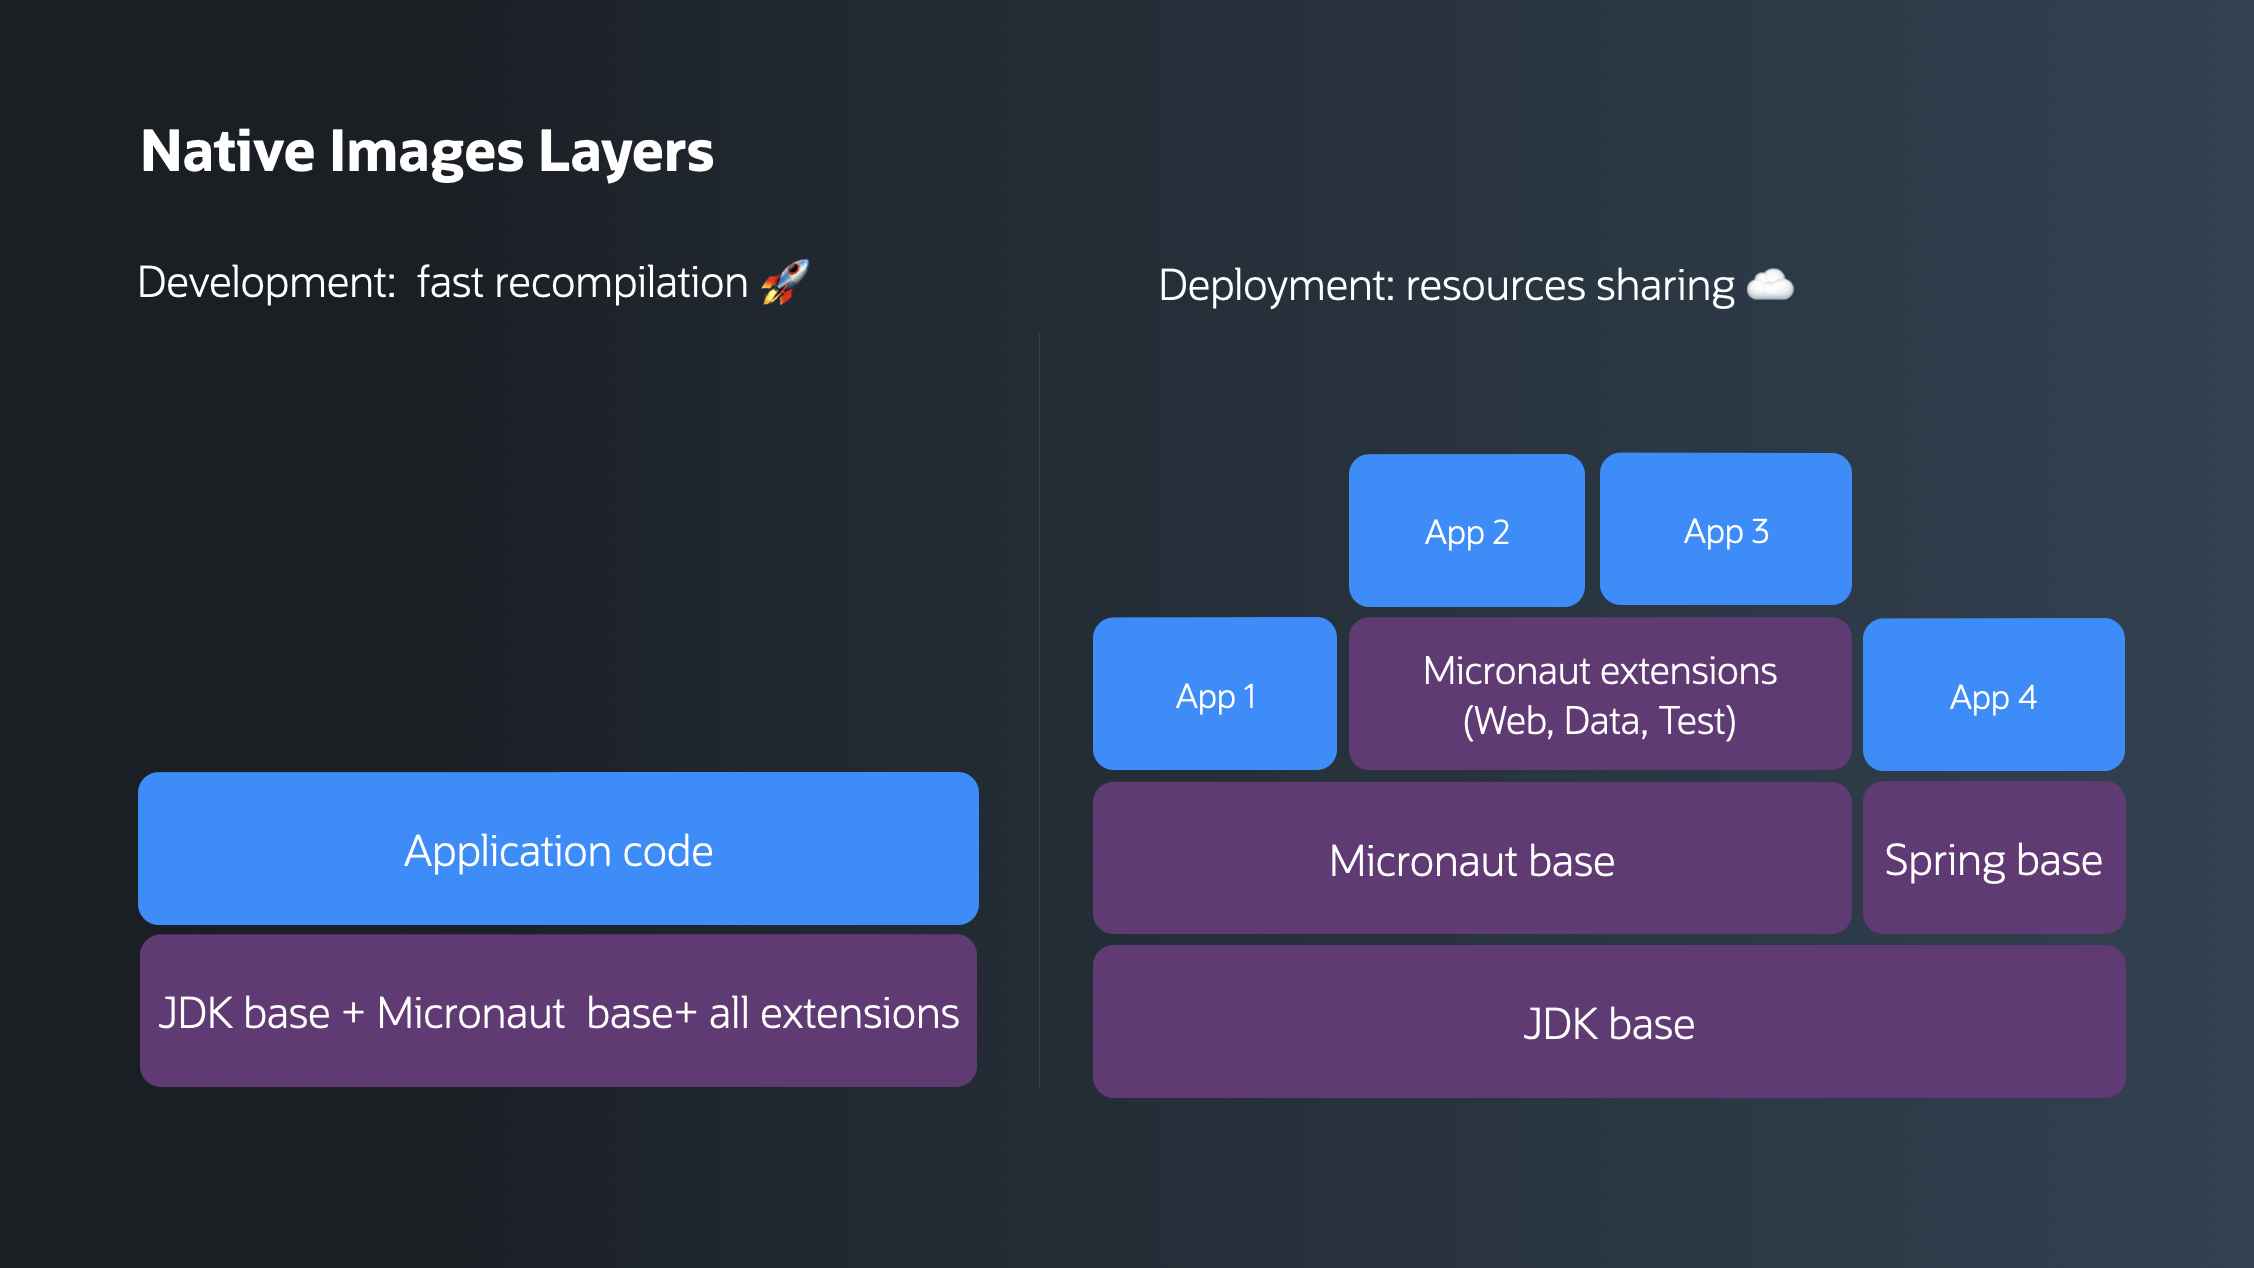 Native Images Layers
Development:  fast recompilation 🚀
Application code
JDK base + Micronaut  base+ all extensions
Deployment: resources sharing ☁️
App 2
App 3
App 1
Micronaut extensions
(Web, Data, Test)
App 4
Micronaut base
Spring base
JDK base